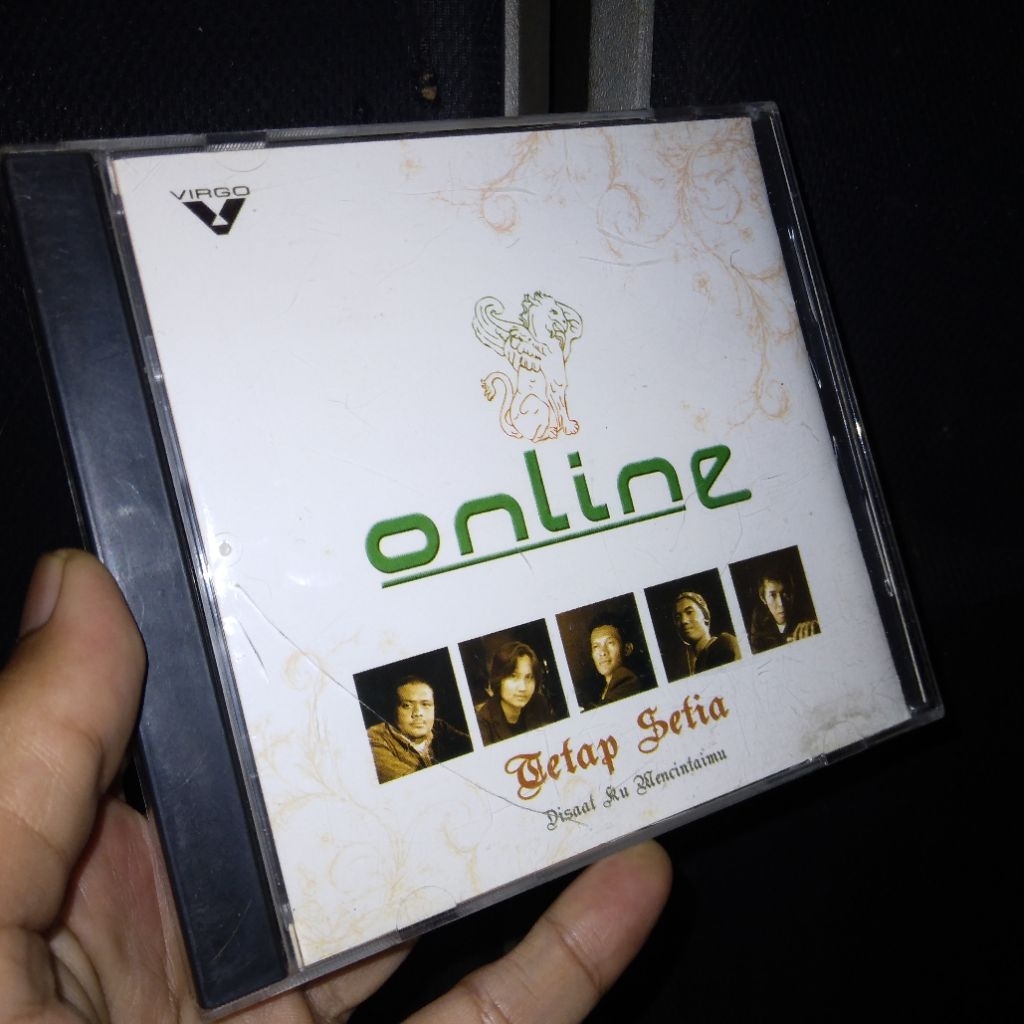 VIRGO
online
Tetap Setia
Disaat Ku Mencintaimu